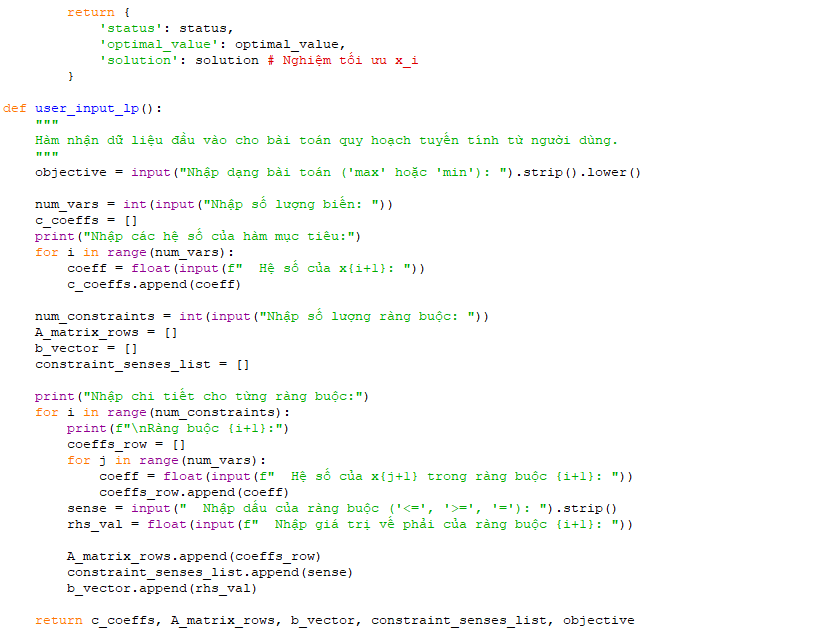 return {
            'status': status,
            'optimal_value': optimal_value,
            'solution': solution # Nghiệm tối ưu x_i
        }

def user_input_lp():
    """
    Hàm nhận dữ liệu đầu vào cho bài toán quy hoạch tuyến tính từ người dùng.
    """
    objective = input("Nhập dạng bài toán ('max' hoặc 'min'): ").strip().lower()

    num_vars = int(input("Nhập số lượng biến: "))
    c_coeffs = []
    print("Nhập các hệ số của hàm mục tiêu:")
    for i in range(num_vars):
        coeff = float(input(f"  Hệ số của x{i+1}: "))
        c_coeffs.append(coeff)

    num_constraints = int(input("Nhập số lượng ràng buộc: "))
    A_matrix_rows = []
    b_vector = []
    constraint_senses_list = []

    print("Nhập chi tiết cho từng ràng buộc:")
    for i in range(num_constraints):
        print(f"\nRàng buộc {i+1}:")
        coeffs_row = []
        for j in range(num_vars):
            coeff = float(input(f"  Hệ số của x{j+1} trong ràng buộc {i+1}: "))
            coeffs_row.append(coeff)
        sense = input("  Nhập dấu của ràng buộc ('<=', '>=', '='): ").strip()
        rhs_val = float(input(f"  Nhập giá trị vế phải của ràng buộc {i+1}: "))

        A_matrix_rows.append(coeffs_row)
        constraint_senses_list.append(sense)
        b_vector.append(rhs_val)

    return c_coeffs, A_matrix_rows, b_vector, constraint_senses_list, objective